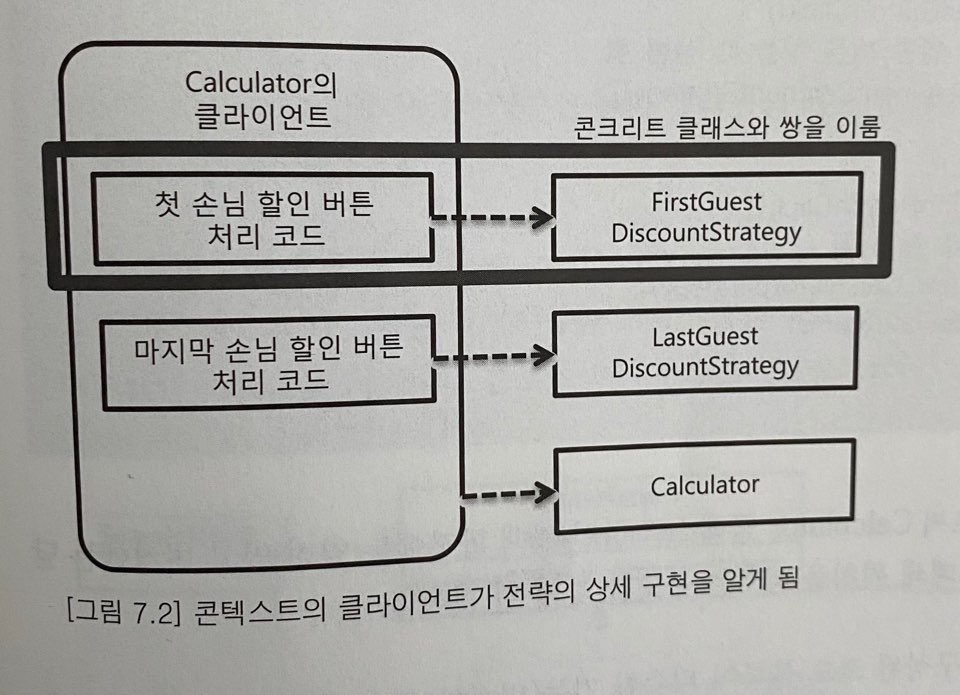 Calculator의
클라이언트
콘크리트 클래스와 쌍을 이룸
첫 손님 할인 버튼
처리 코드
FirstGuest
DiscountStrategy
마지막 손님 할인 버튼
처리 코드
LastGuest
DiscountStrategy
Calculator
[그림 7.2] 콘텍스트의 클라이언트가 전략의 상세 구현을 알게 됨